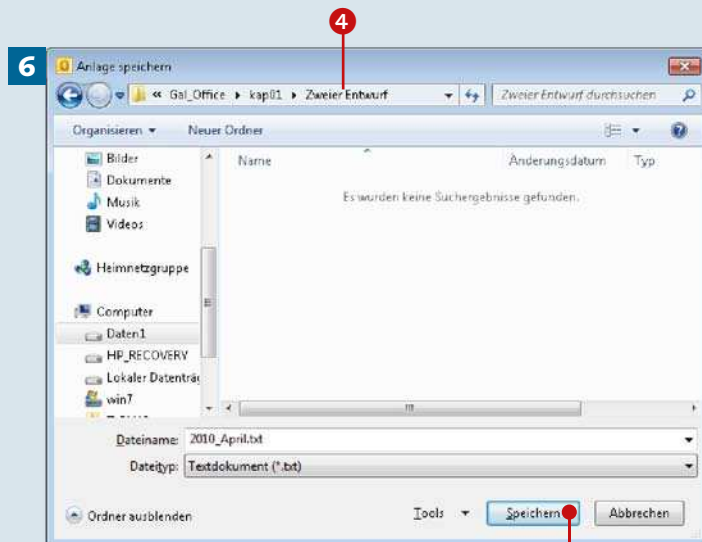 4
6
Anlage speichern
« Gal_Office ▸ kap01 ▸ Zweier Entwurf
Zweier Entwurf durchsuchen
Organisieren
Neuer Ordner
Bilder
Dokumente
Musik
Videos
Heimnetzgruppe
Computer
Daten1
HP_RECOVERY
Lokaler Datenträg
win7
Name
Änderungsdatum
Typ
Es wurden keine Suchergebnisse gefunden.
Dateiname: 2010_April.txt
Dateityp: Textdokument (*.txt)
Ordner ausblenden
Tools
Speichern
Abbrechen